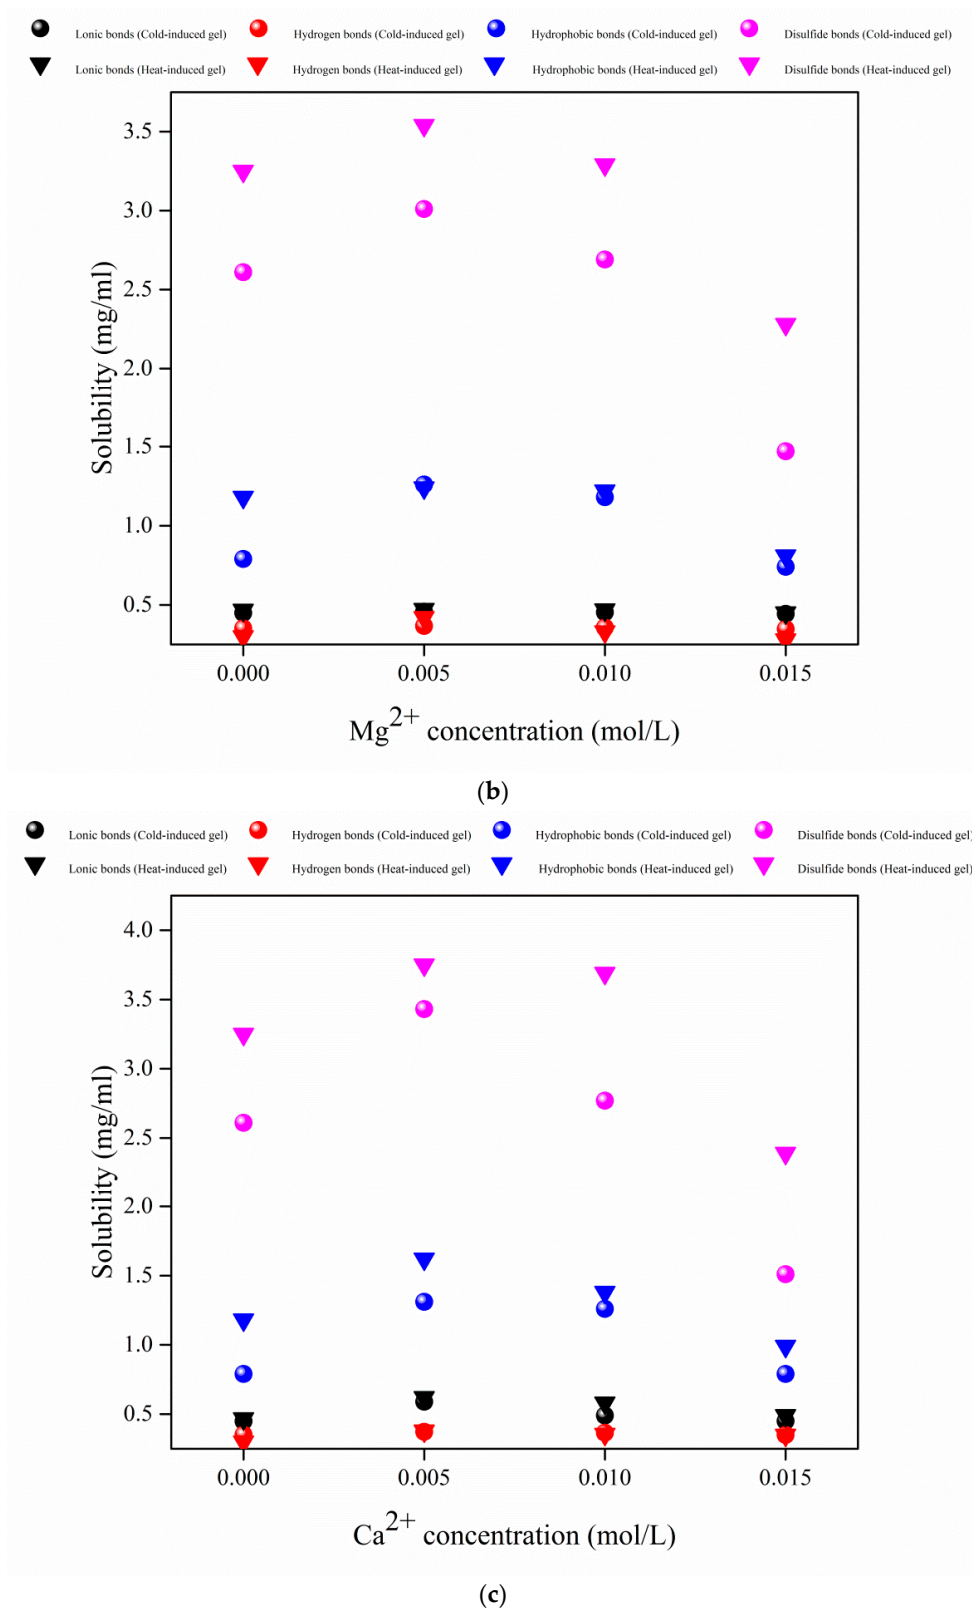 Lonic bonds (Cold-induced gel) Hydrogen bonds (Cold-induced gel) Hydrophobic bonds (Cold-induced gel) Disulfide bonds (Cold-induced gel)
Lonic bonds (Heat-induced gel) Hydrogen bonds (Heat-induced gel) Hydrophobic bonds (Heat-induced gel) Disulfide bonds (Heat-induced gel)
3.5
3.0
2.5
2.0
1.5
1.0
0.5
Solubility (mg/ml)
0.000 0.005 0.010 0.015
Mg2+ concentration (mol/L)
(b)
Lonic bonds (Cold-induced gel) Hydrogen bonds (Cold-induced gel) Hydrophobic bonds (Cold-induced gel) Disulfide bonds (Cold-induced gel)
Lonic bonds (Heat-induced gel) Hydrogen bonds (Heat-induced gel) Hydrophobic bonds (Heat-induced gel) Disulfide bonds (Heat-induced gel)
4.0
3.5
3.0
2.5
2.0
1.5
1.0
0.5
Solubility (mg/ml)
0.000 0.005 0.010 0.015
Ca2+ concentration (mol/L)
(c)